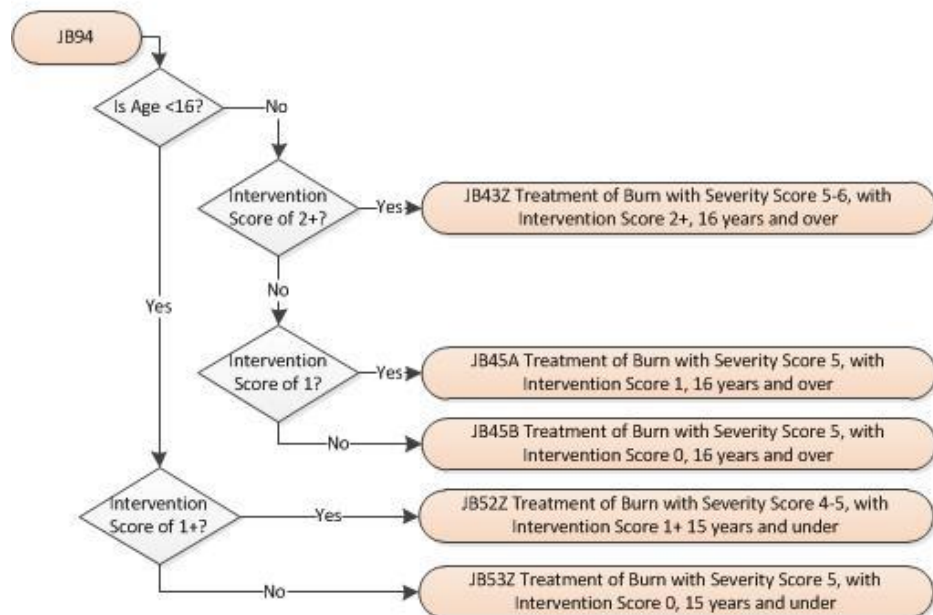 JB94
Is Age <16?
No
Intervention
Score of 2+?
Yes
JB43Z Treatment of Burn with Severity Score 5-6, with
Intervention Score 2+, 16 years and over
No
Yes
Intervention
Score of 1?
Yes
JB45A Treatment of Burn with Severity Score 5, with
Intervention Score 1, 16 years and over
No
JB45B Treatment of Burn with Severity Score 5, with
Intervention Score 0, 16 years and over
Intervention
Score of 1+?
Yes
JB52Z Treatment of Burn with Severity Score 4-5, with
Intervention Score 1+ 15 years and under
No
JB53Z Treatment of Burn with Severity Score 5, with
Intervention Score 0, 15 years and under